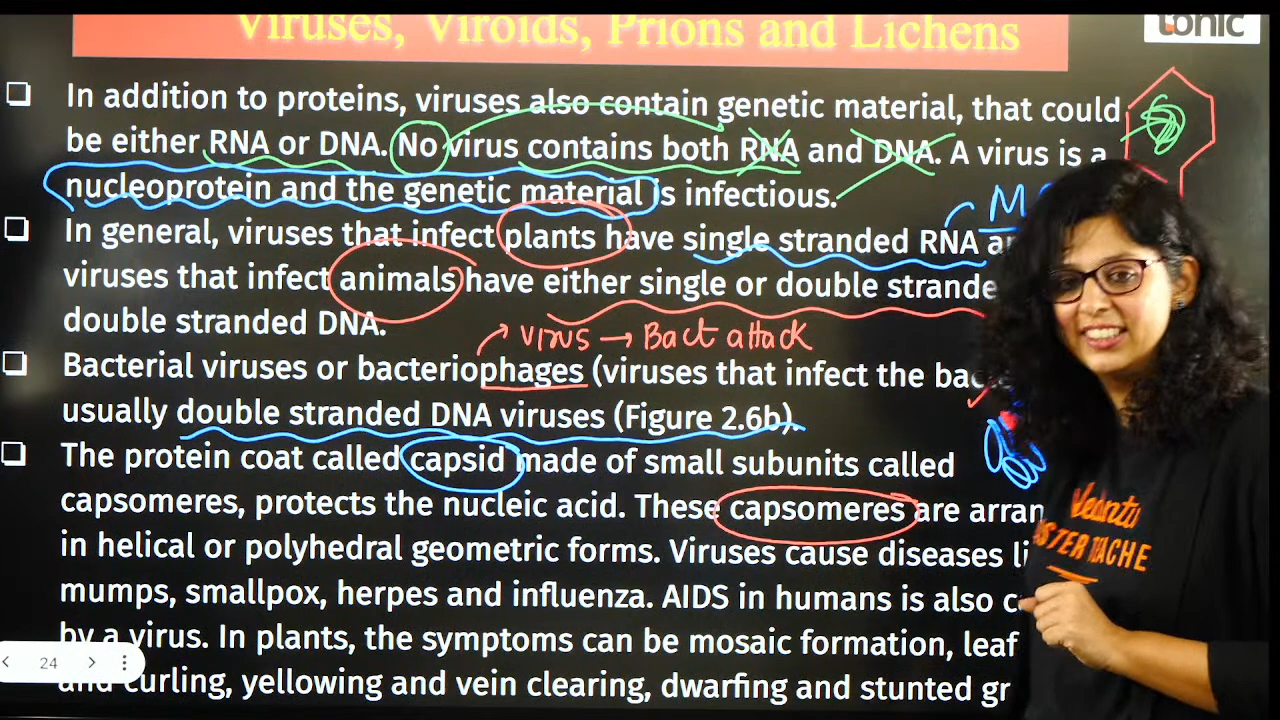 Viruses, Viroids, Prions and Lichens
tonic
In addition to proteins, viruses also contain genetic material, that could
be either RNA or DNA. No virus contains both RNA and DNA. A virus is a
nucleoprotein and the genetic material is infectious.
M
In general, viruses that infect plants have single stranded RNA
viruses that infect animals have either single or double
double stranded DNA.
virus → Bact attack
Bacterial viruses or bacteriophages (viruses that infect the
usually double stranded DNA viruses (Figure 2.6b).
The protein coat called capsid made of small subunits called
capsomeres, protects the nucleic acid. These capsomeres are
in helical or polyhedral geometric forms. Viruses cause diseases
mumps, smallpox, herpes and influenza. AIDS in humans is also
by a virus. In plants, the symptoms can be mosaic formation, leaf
and curling, yellowing and vein clearing, dwarfing and stunted
24